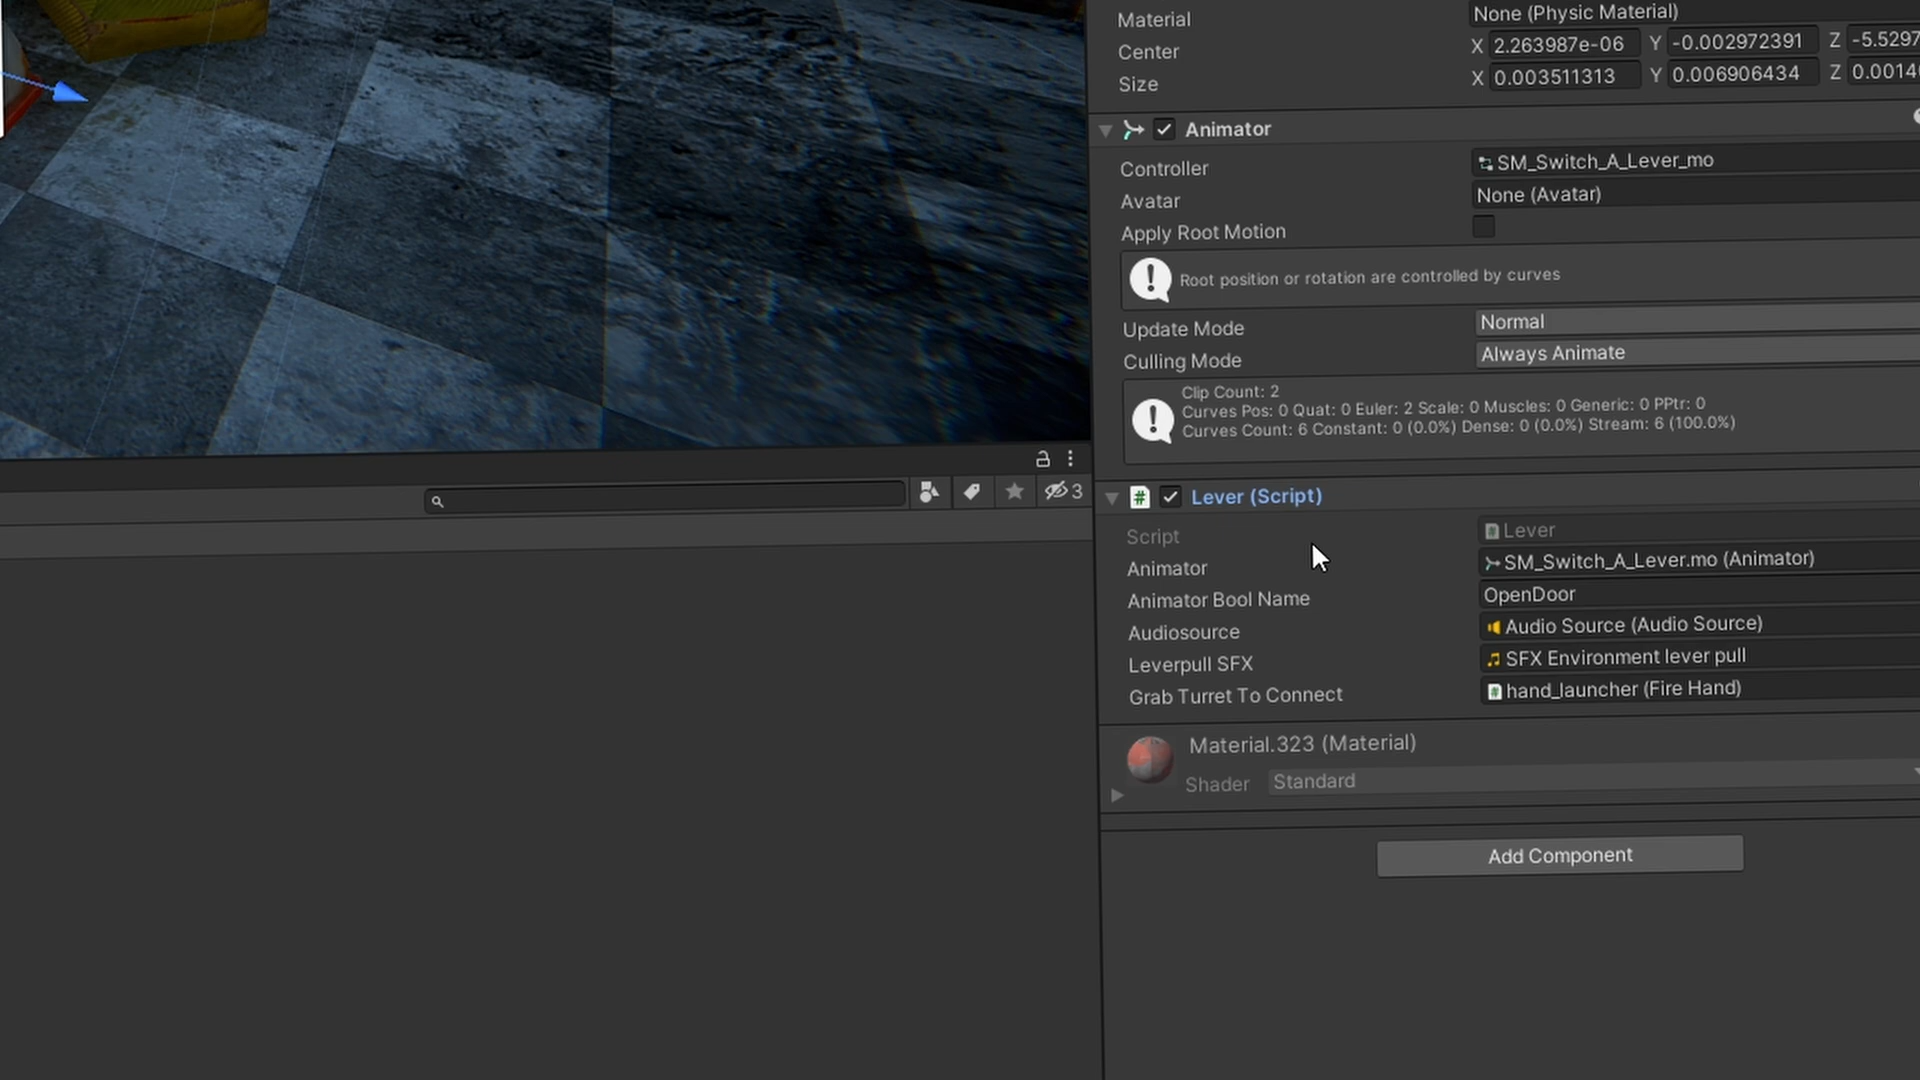 Material None (Physic Material)
Center X 2.263987e-06 Y -0.002972391 Z -5.5297
Size X 0.003511313 Y 0.006906434 Z
Animator
Controller SM_Switch_A_Lever_mo
Avatar None (Avatar)
Apply Root Motion
Root position or rotation are controlled by curves
Update Mode Normal
Culling Mode Always Animate
Clip Count: 2
Curves Pos: 0 Quat: 0 Euler: 2 Scale: 0 Muscles: 0 Generic: 0 PPtr: 0
Curves Count: 6 Constant: 0 (0.0%) Dense: 0 (0.0%) Stream: 6 (100.0%)
3
# Lever (Script)
Script Lever
Animator SM_Switch_A_Lever.mo (Animator)
Animator Bool Name OpenDoor
Audiosource Audio Source (Audio Source)
Leverpull SFX SFX Environment lever pull
Grab Turret To Connect # hand_launcher (Fire Hand)
Material.323 (Material)
Shader Standard
Add Component